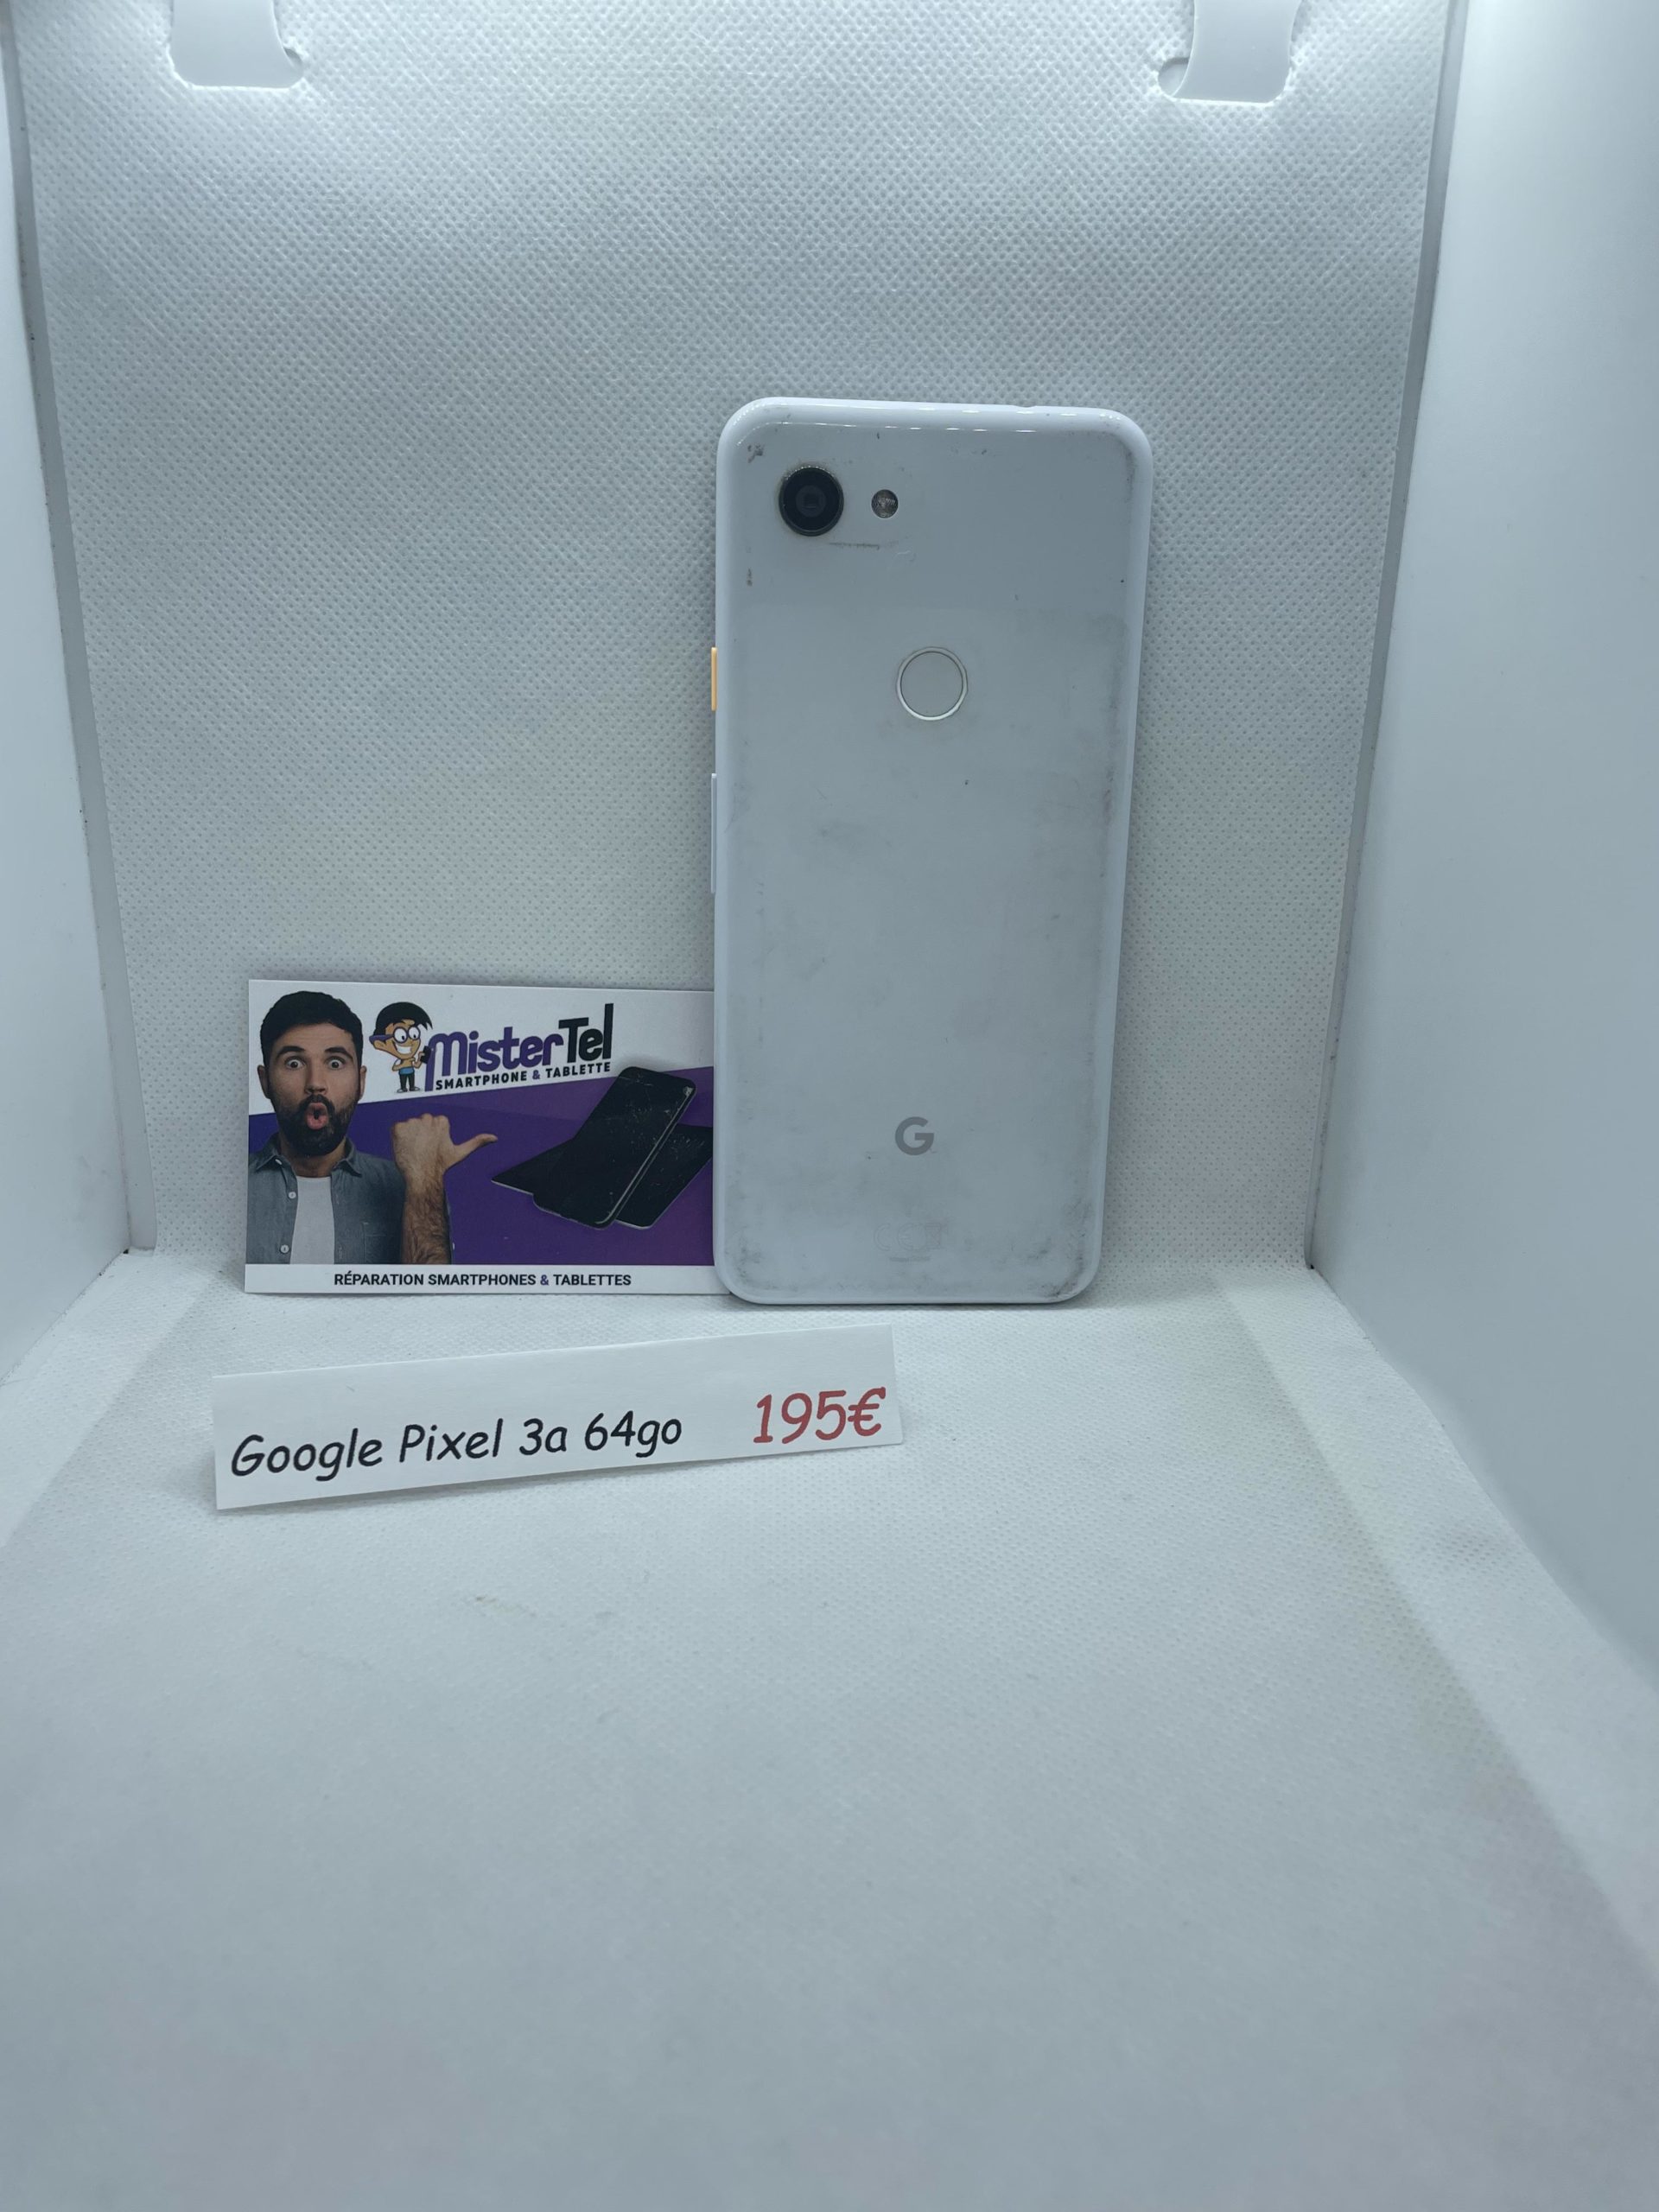 MisterTel
SMARTPHONE & TABLETTE
G
RÉPARATION SMARTPHONES & TABLETTES
Google Pixel 3a 64go 195€